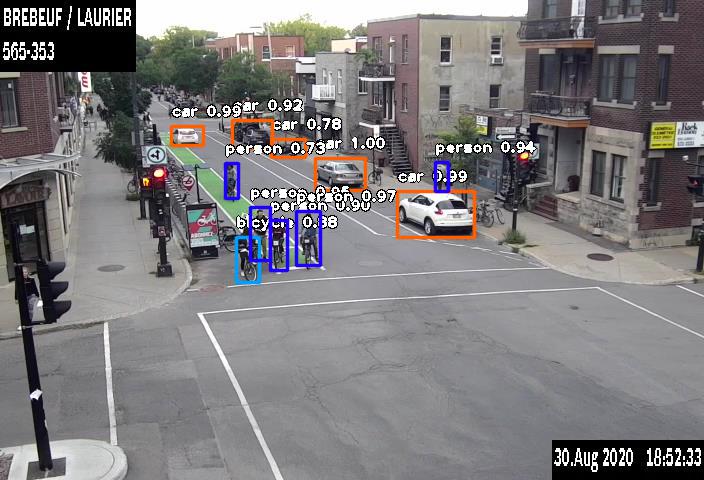 BREBEUF / LAURIER
565-353
car 0.99
car 0.92
car 0.78
person 0.73
car 1.00
person 0.94
car 0.99
person 0.97
person 0.90
bicycle 0.88
30.Aug 2020 18:52:33